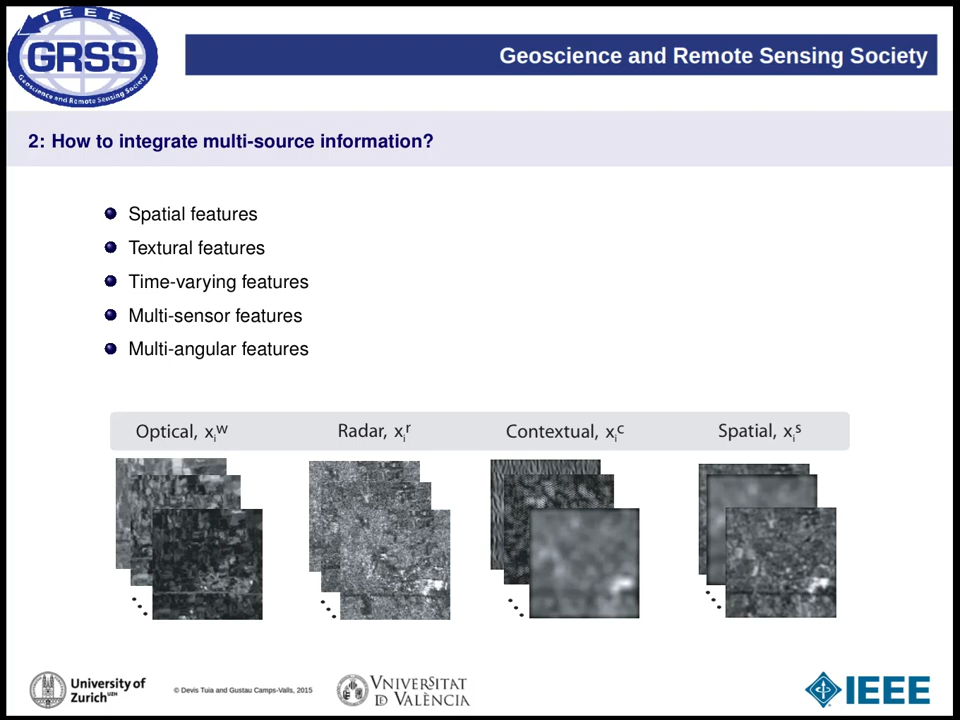 IEEE
GRSS
Geoscience and Remote Sensing Society
Geoscience and Remote Sensing Society
2: How to integrate multi-source information?
Spatial features
Textural features
Time-varying features
Multi-sensor features
Multi-angular features
Optical, xᵢʷ Radar, xᵢʳ Contextual, xᵢᶜ Spatial, xᵢˢ
University of
Zurich UZH
© Devis Tuia and Gustau Camps-Valls, 2015
VNIVERSITAT
ID VALÈNCIA
IEEE